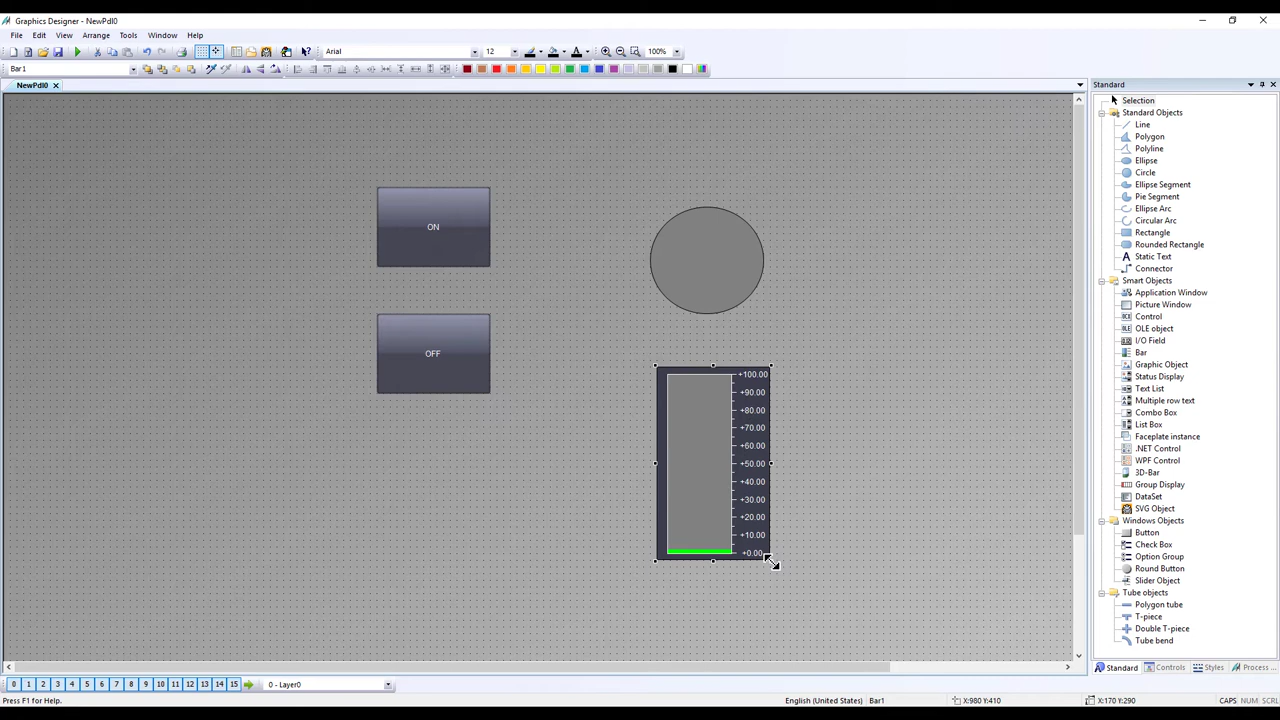 Graphics Designer - NewPdl0
File Edit View Arrange Tools Window Help
Arial 12 100%
Bar1
NewPdl0
Standard
Selection
Standard Objects
Line
Polygon
Polyline
Ellipse
Circle
Ellipse Segment
Pie Segment
Ellipse Arc
Circular Arc
Rectangle
Rounded Rectangle
Static Text
Connector
Smart Objects
Application Window
Picture Window
Control
OLE object
I/O Field
Bar
Graphic Object
Status Display
Text List
Multiple row text
Combo Box
List Box
Faceplate instance
.NET Control
WPF Control
3D-Bar
Group Display
DataSet
SVG Object
Windows Objects
Button
Check Box
Option Group
Round Button
Slider Object
Tube objects
Polygon tube
T-piece
Double T-piece
Tube bend
Standard Controls Styles Process ...
ON
OFF
+100.00
+90.00
+80.00
+70.00
+60.00
+50.00
+40.00
+30.00
+20.00
+10.00
+0.00
0 1 2 3 4 5 6 7 8 9 10 11 12 13 14 15 0 - Layer0
Press F1 for Help. English (United States) Bar1 X:980 Y:410 X:170 Y:290 CAPS NUM SCRL